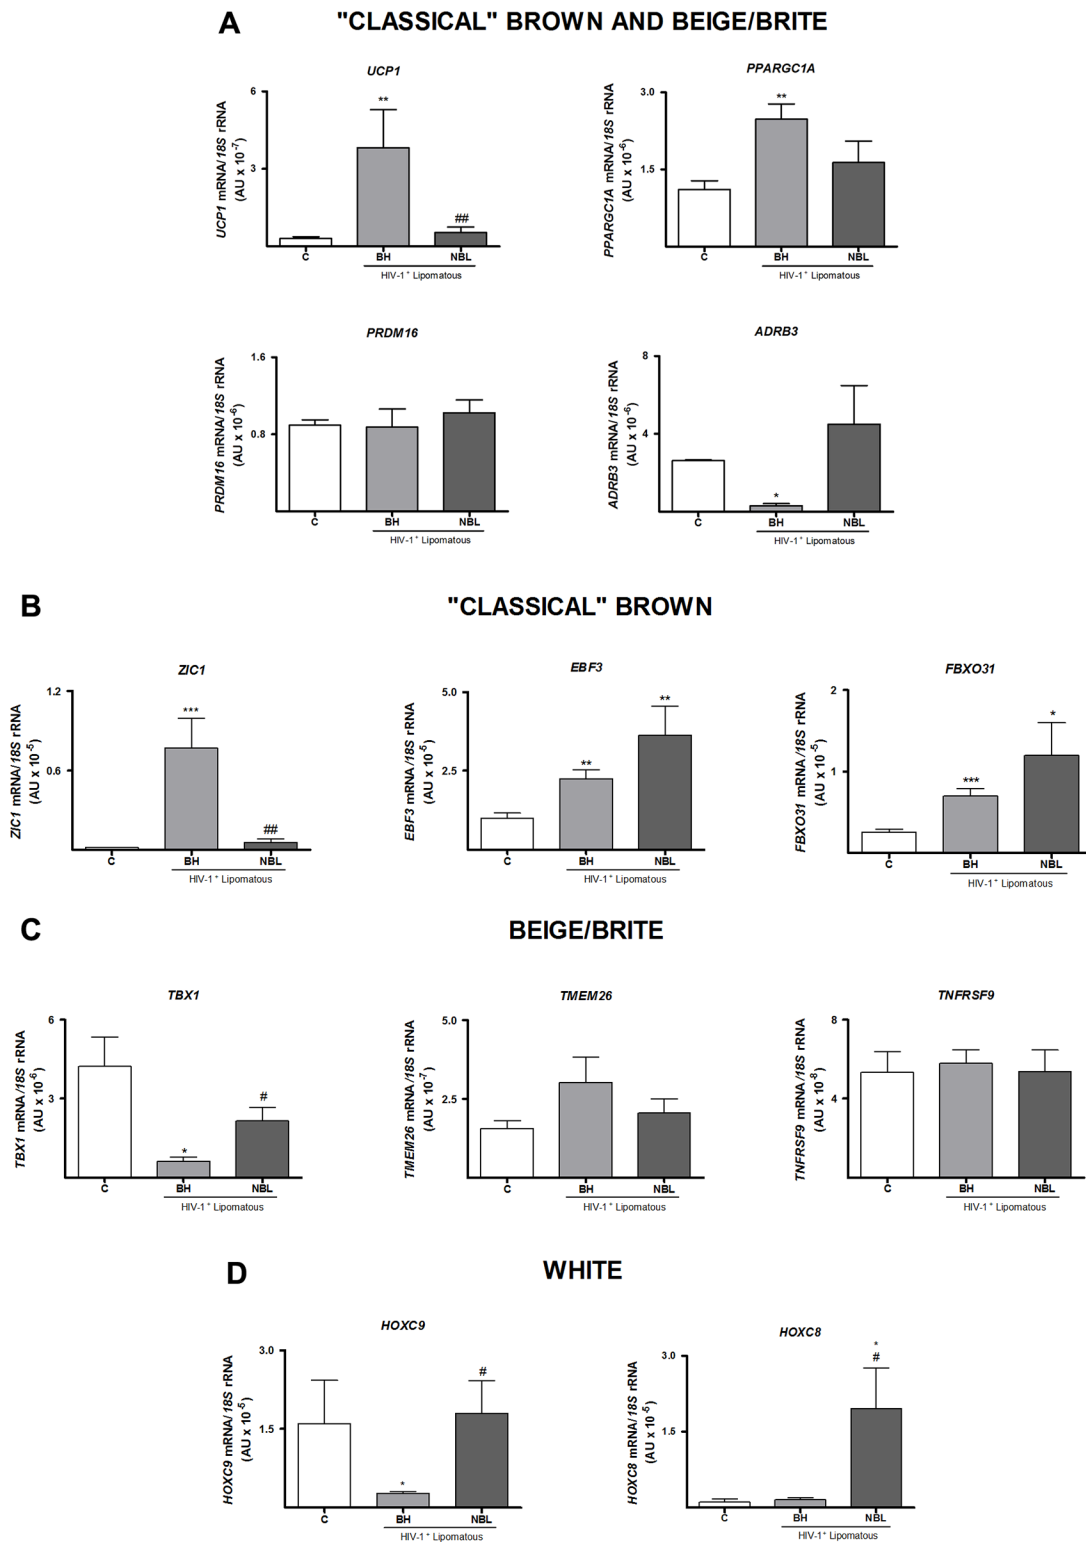 A "CLASSICAL" BROWN AND BEIGE/BRITE
UCP1
UCP1 mRNA/18S rRNA
(AU x 10-7)
6
3
**
##
C BH NBL
HIV-1+ Lipomatous
PPARGC1A
PPARGC1A mRNA/18S rRNA
(AU x 10-6)
3.0
1.5
**
C BH NBL
HIV-1+ Lipomatous
PRDM16
PRDM16 mRNA/18S rRNA
(AU x 10-6)
1.6
0.8
C BH NBL
HIV-1+ Lipomatous
ADRB3
ADRB3 mRNA/18S rRNA
(AU x 10-6)
8
4
*
C BH NBL
HIV-1+ Lipomatous
B "CLASSICAL" BROWN
ZIC1
ZIC1 mRNA/18S rRNA
(AU x 10-5)
1.2
0.6
***
##
C BH NBL
HIV-1+ Lipomatous
EBF3
EBF3 mRNA/18S rRNA
(AU x 10-5)
5.0
2.5
**
**
C BH NBL
HIV-1+ Lipomatous
FBXO31
FBXO31 mRNA/18S rRNA
(AU x 10-5)
2
1
***
*
C BH NBL
HIV-1+ Lipomatous
C BEIGE/BRITE
TBX1
TBX1 mRNA/18S rRNA
(AU x 10-6)
6
3
*
#
C BH NBL
HIV-1+ Lipomatous
TMEM26
TMEM26 mRNA/18S rRNA
(AU x 10-7)
5.0
2.5
C BH NBL
HIV-1+ Lipomatous
TNFRSF9
TNFRSF9 mRNA/18S rRNA
(AU x 10-8)
8
4
C BH NBL
HIV-1+ Lipomatous
D WHITE
HOXC9
HOXC9 mRNA/18S rRNA
(AU x 10-5)
3.0
1.5
*
#
C BH NBL
HIV-1+ Lipomatous
HOXC8
HOXC8 mRNA/18S rRNA
(AU x 10-5)
3.0
1.5
*
#
C BH NBL
HIV-1+ Lipomatous